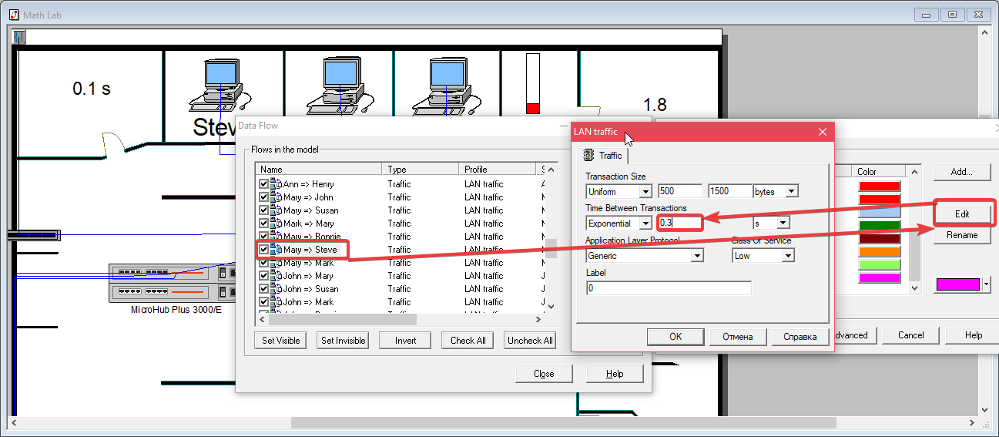 Math Lab
0.1 s
1.8
Stev
Data Flow
Flows in the model
Name Type Profile S
Ann => Henry Traffic LAN traffic A
Mary => John Traffic LAN traffic M
Mary => Susan Traffic LAN traffic M
Mark => Mary Traffic LAN traffic M
Mary => Bonnie Traffic LAN traffic M
Mary => Steve Traffic LAN traffic M
Mary => Mark Traffic LAN traffic M
John => Mary Traffic LAN traffic J
John => Susan Traffic LAN traffic J
John => Mark Traffic LAN traffic J
Set Visible Set Invisible Invert Check All Uncheck All
Close Help
LAN traffic
Traffic
Transaction Size
Uniform 500 1500 bytes
Time Between Transactions
Exponential 0.3 s
Application Layer Protocol Class Of Service
Generic Low
Label
0
OK Отмена Справка
Color
Add...
Edit
Rename
dvanced Cancel Help
MicroHub Plus 3000/E